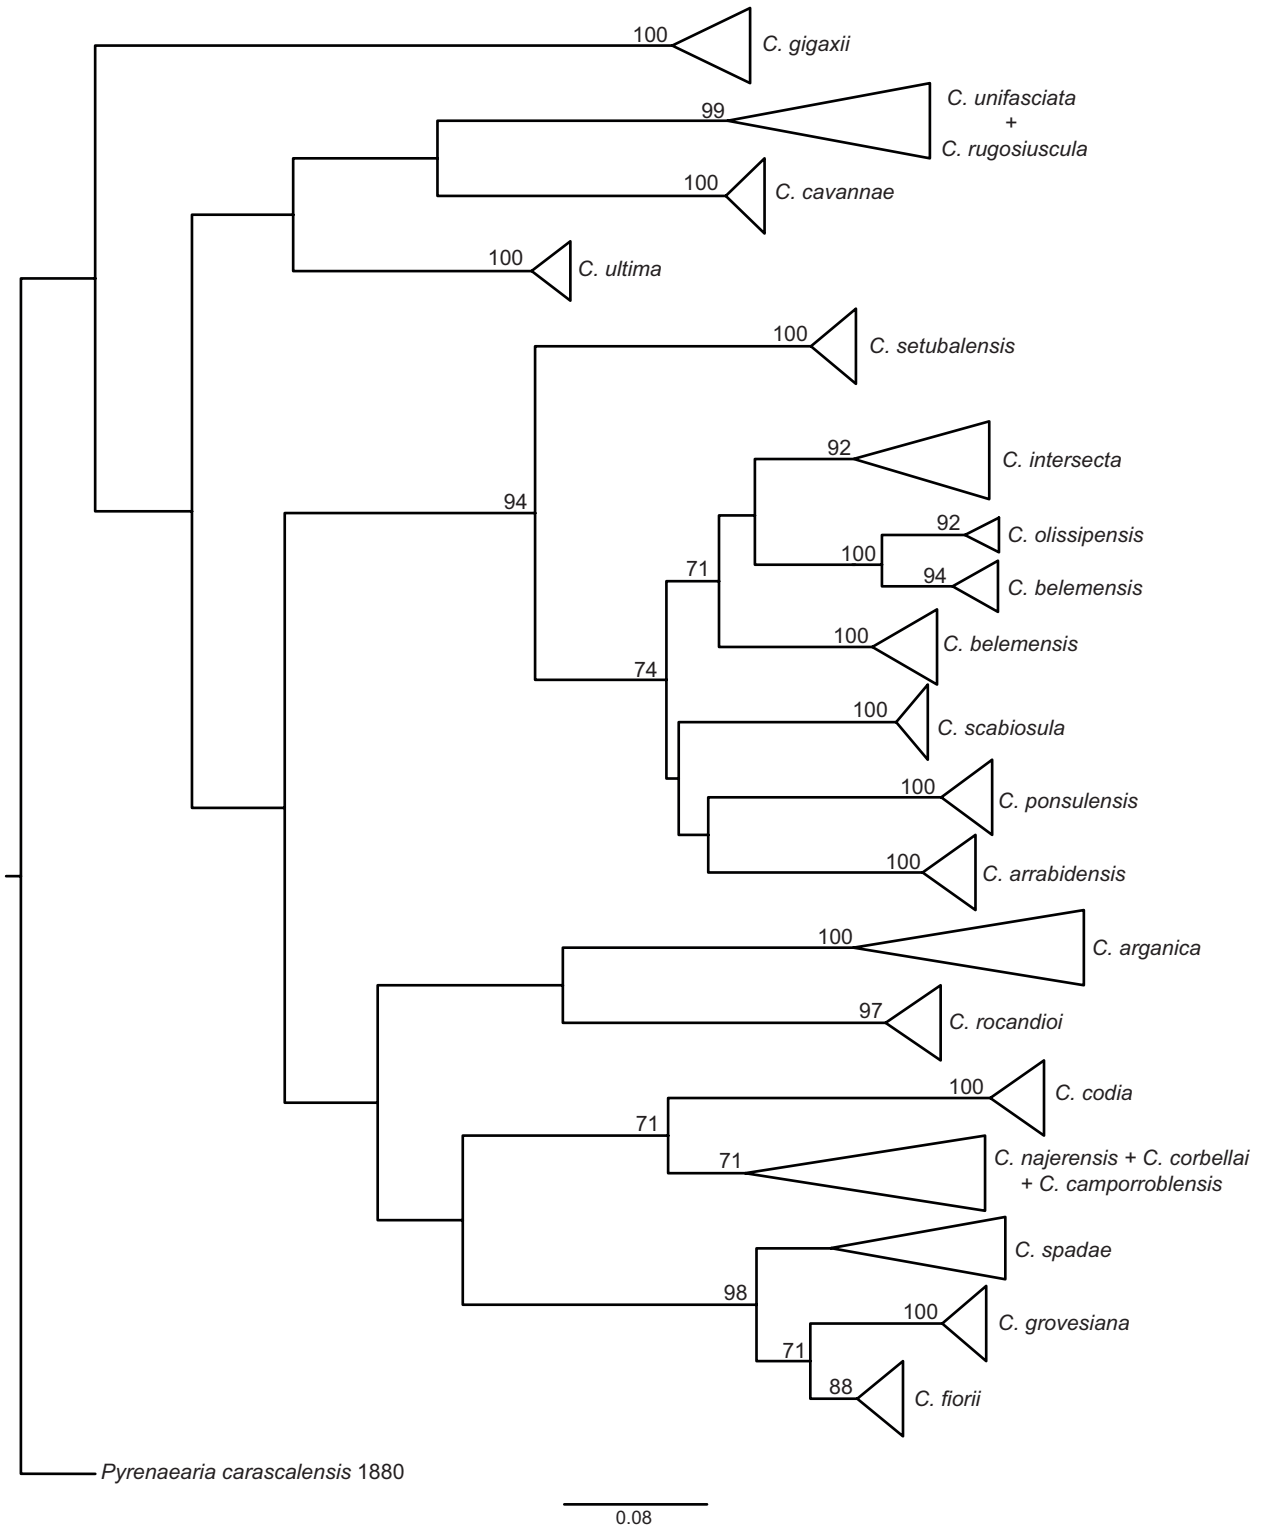 100
C. gigaxii
99
C. unifasciata
+
C. rugosiuscula
100
C. cavannae
100
C. ultima
100
C. setubalensis
94
92
C. intersecta
92
C. olissipensis
100
94
C. belemensis
71
100
C. belemensis
74
100
C. scabiosula
100
C. ponsulensis
100
C. arrabidensis
100
C. arganica
97
C. rocandioi
100
C. codia
71
71
C. najerensis + C. corbellai
+ C. camporroblensis
C. spadae
98
100
C. grovesiana
71
88
C. fiorii
Pyrenaearia carascalensis 1880
0.08